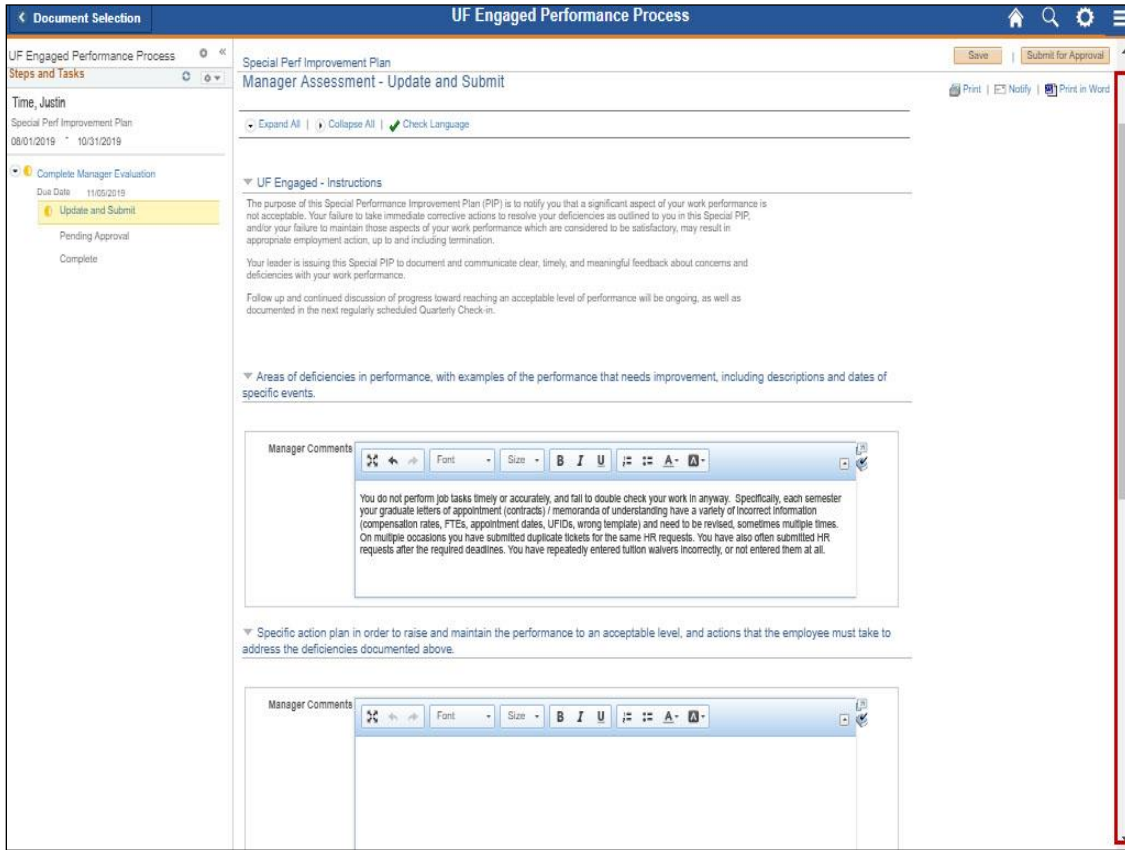 Document Selection
UF Engaged Performance Process
UF Engaged Performance Process
Steps and Tasks
Time, Justin
Special Perf Improvement Plan
08/01/2019 - 10/31/2019
Complete Manager Evaluation
Due Date 11/05/2019
Update and Submit
Pending Approval
Complete
Special Perf Improvement Plan
Save | Submit for Approval
Manager Assessment - Update and Submit
Print | Notify | Print in Word
Expand All | Collapse All | Check Language
UF Engaged - Instructions
The purpose of this Special Performance Improvement Plan (PIP) is to notify you that a significant aspect of your work performance is
not acceptable. Your failure to take immediate corrective actions to resolve your deficiencies as outlined to you in this Special PIP,
and/or your failure to maintain those aspects of your work performance which are considered to be satisfactory, may result in
appropriate employment action, up to and including termination.
Your leader is issuing this Special PIP to document and communicate clear, timely, and meaningful feedback about concerns and
deficiencies with your work performance.
Follow up and continued discussion of progress toward reaching an acceptable level of performance will be ongoing, as well as
documented in the next regularly scheduled Quarterly Check-in.
Areas of deficiencies in performance, with examples of the performance that needs improvement, including descriptions and dates of
specific events.
Manager Comments
Font Size B I U A A
You do not perform job tasks timely or accurately, and fail to double check your work in anyway. Specifically, each semester
your graduate letters of appointment (contracts) / memoranda of understanding have a variety of incorrect information
(compensation rates, FTEs, appointment dates, UFIDs, wrong template) and need to be revised, sometimes multiple times.
On multiple occasions you have submitted duplicate tickets for the same HR requests. You have also often submitted HR
requests after the required deadlines. You have repeatedly entered tuition waivers incorrectly, or not entered them at all.
Specific action plan in order to raise and maintain the performance to an acceptable level, and actions that the employee must take to
address the deficiencies documented above.
Manager Comments
Font Size B I U A A